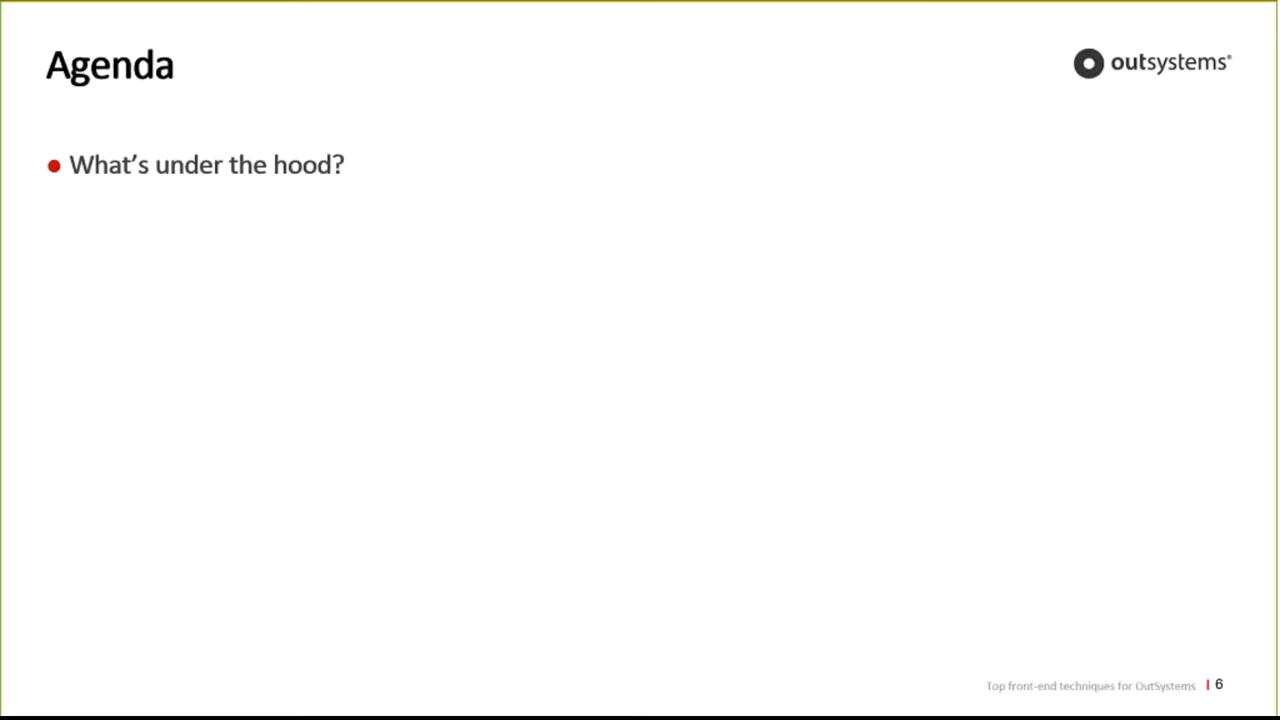 Agenda
outsystems®
What's under the hood?
Top front-end techniques for OutSystems | 6